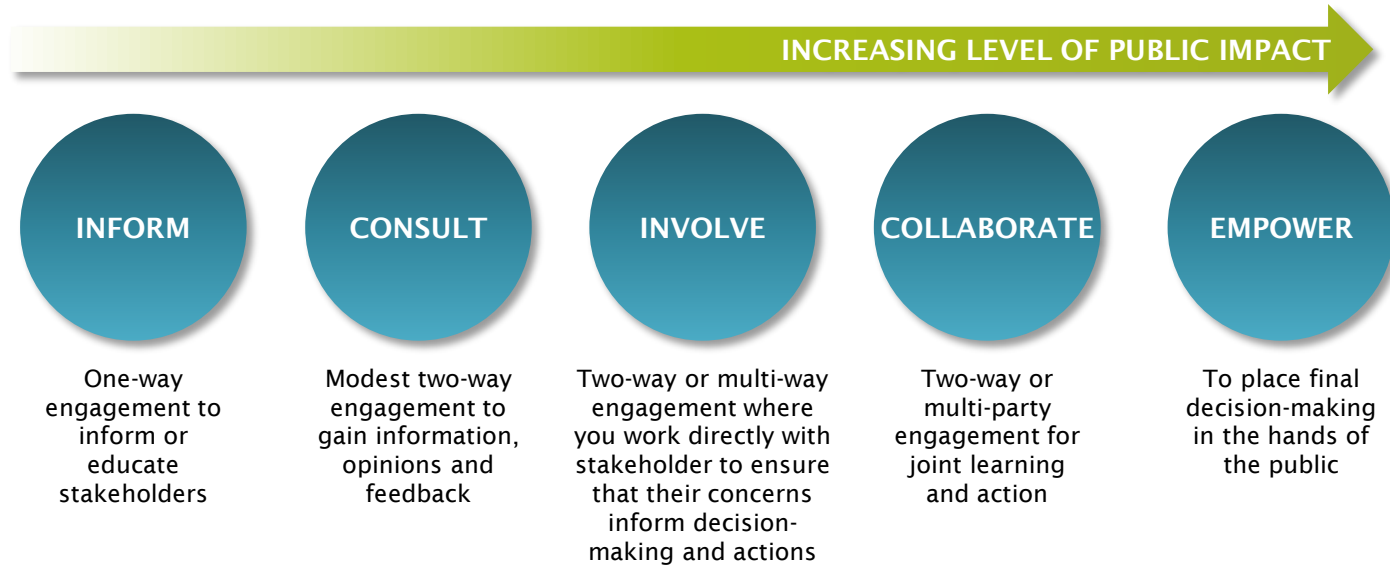 INCREASING LEVEL OF PUBLIC IMPACT
INFORM
CONSULT
INVOLVE
COLLABORATE
EMPOWER
One-way
engagement to
inform or
educate
stakeholders
Modest two-way
engagement to
gain information,
opinions and
feedback
Two-way or multi-way
engagement where
you work directly with
stakeholder to ensure
that their concerns
inform decision-
making and actions
Two-way or
multi-party
engagement for
joint learning
and action
To place final
decision-making
in the hands of
the public